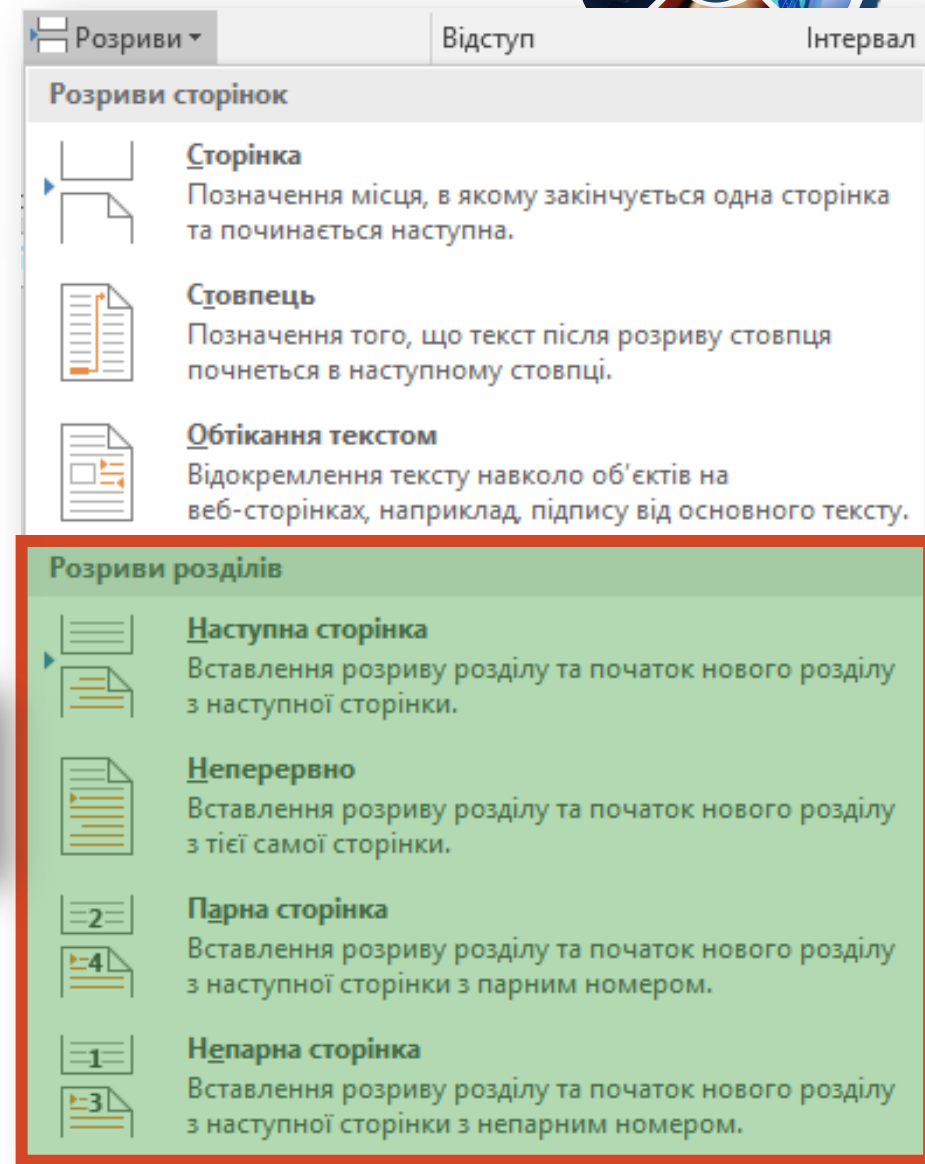 Розриви
Відступ
Інтервал
Розриви сторінок
Сторінка
Позначення місця, в якому закінчується одна сторінка
та починається наступна.
Стовпець
Позначення того, що текст після розриву стовпця
почнеться в наступному стовпці.
Обтікання текстом
Відокремлення тексту навколо об'єктів на
веб-сторінках, наприклад, підпису від основного тексту.
Розриви розділів
Наступна сторінка
Вставлення розриву розділу та початок нового розділу
з наступної сторінки.
Неперервно
Вставлення розриву розділу та початок нового розділу
з тієї самої сторінки.
2
4
Парна сторінка
Вставлення розриву розділу та початок нового розділу
з наступної сторінки з парним номером.
1
3
Непарна сторінка
Вставлення розриву розділу та початок нового розділу
з наступної сторінки з непарним номером.